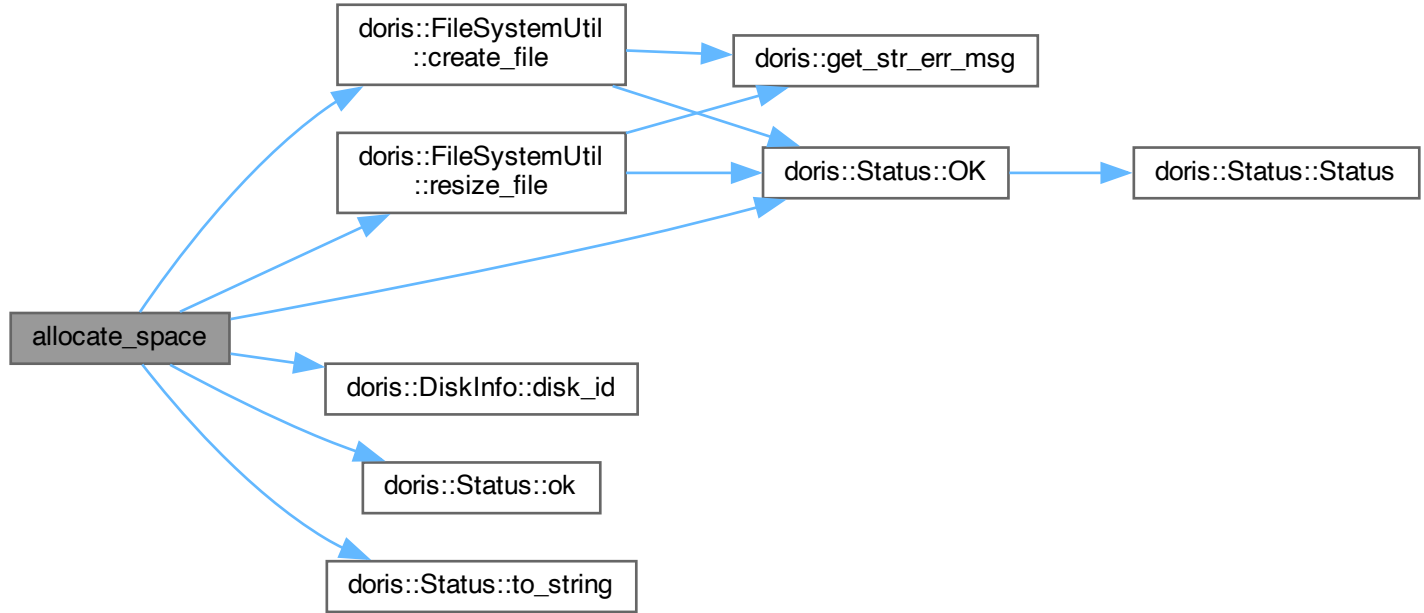 doris::FileSystemUtil
::create_file
doris::get_str_err_msg
doris::FileSystemUtil
::resize_file
doris::Status::OK
doris::Status::Status
allocate_space
doris::DiskInfo::disk_id
doris::Status::ok
doris::Status::to_string